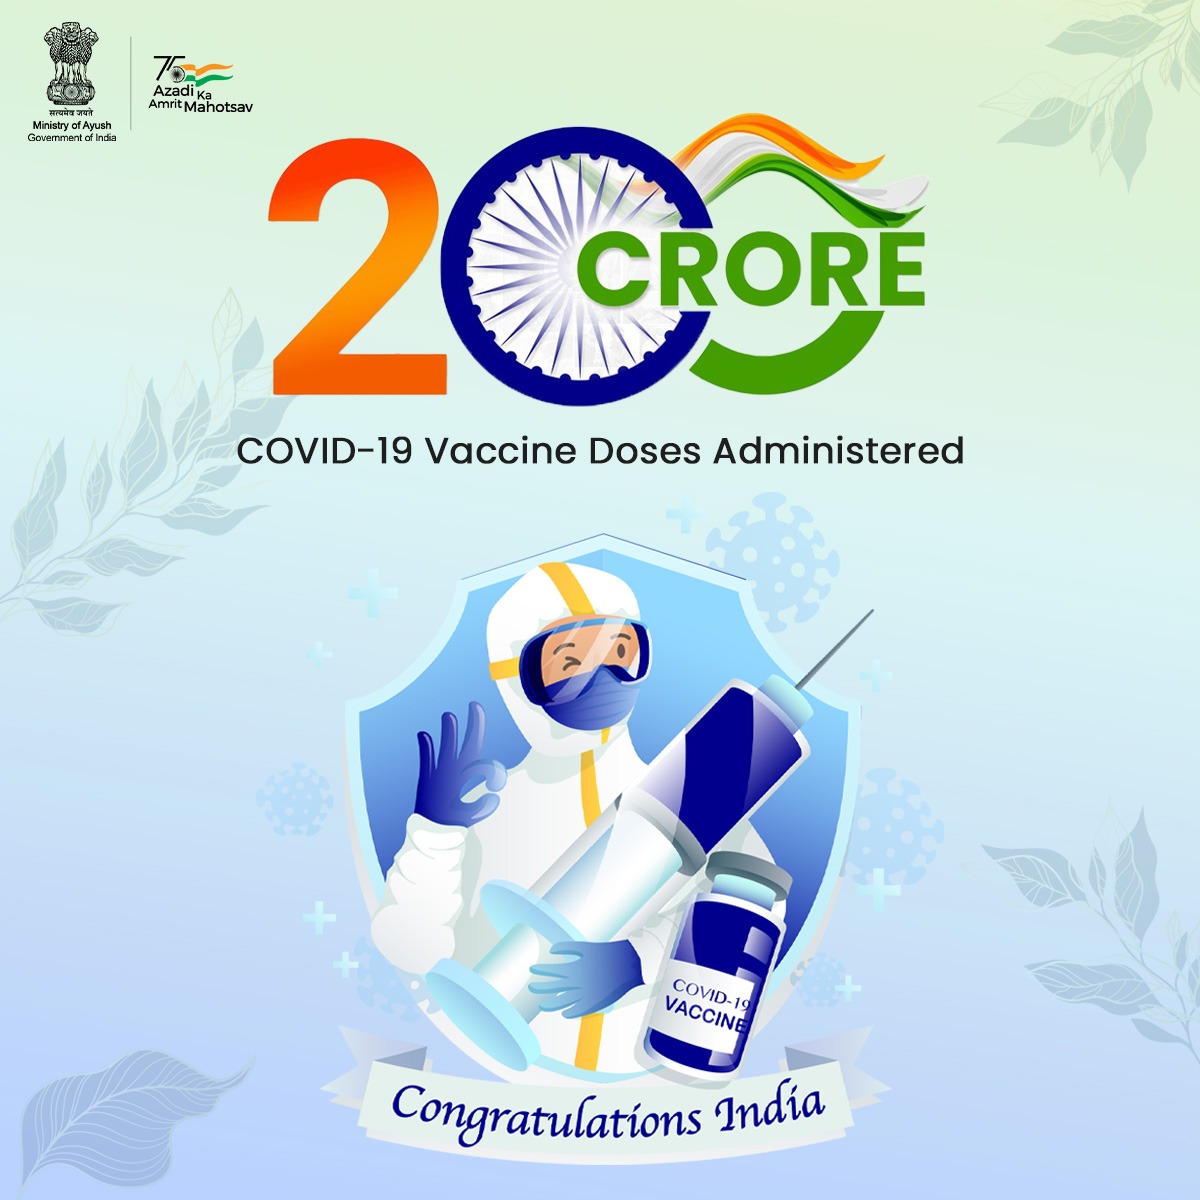 सत्यमेव जयते
Ministry of Ayush
Government of India
75
Azadi Ka
Amrit Mahotsav
200 CRORE
COVID-19 Vaccine Doses Administered
COVID-19
VACCINE
Congratulations India